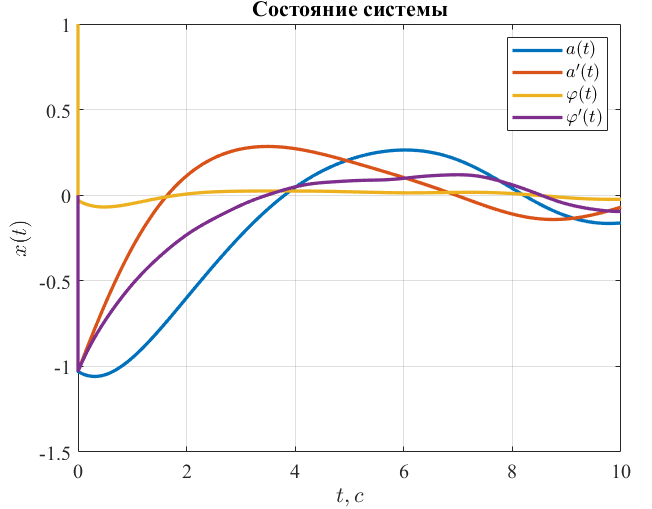 Состояние системы
1
0.5
0
-0.5
-1
-1.5
x(t)
a(t)
a′(t)
φ(t)
φ′(t)
0 2 4 6 8 10
t, c